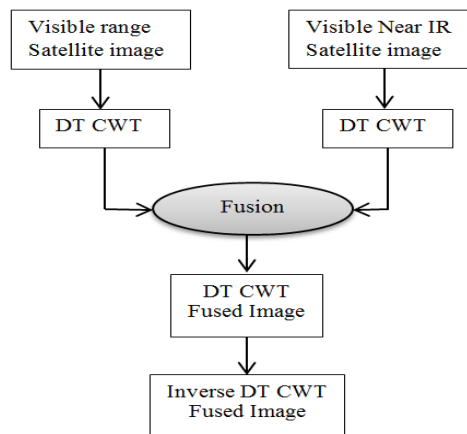 Visible range
Satellite image
Visible Near IR
Satellite image
DT CWT
DT CWT
Fusion
DT CWT
Fused Image
Inverse DT CWT
Fused Image